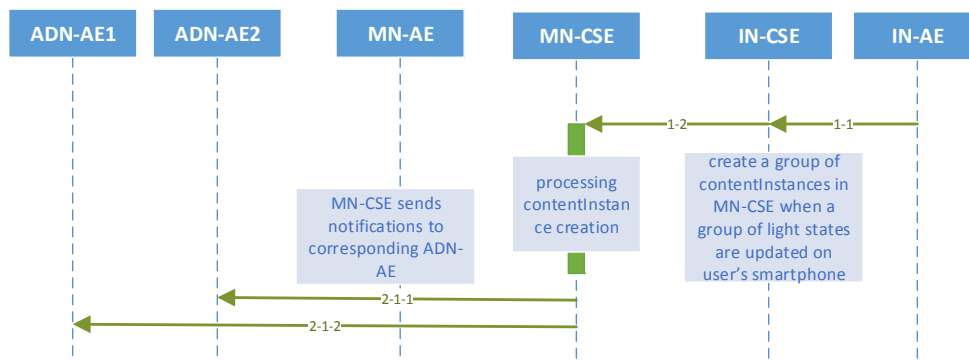 ADN-AE1
ADN-AE2
MN-AE
MN-CSE
IN-CSE
IN-AE
1-2
1-1
create a group of
contentInstances in
MN-CSE when a
group of light states
are updated on
user's smartphone
processing
contentInstan
ce creation
MN-CSE sends
notifications to
corresponding ADN-
AE
2-1-1
2-1-2